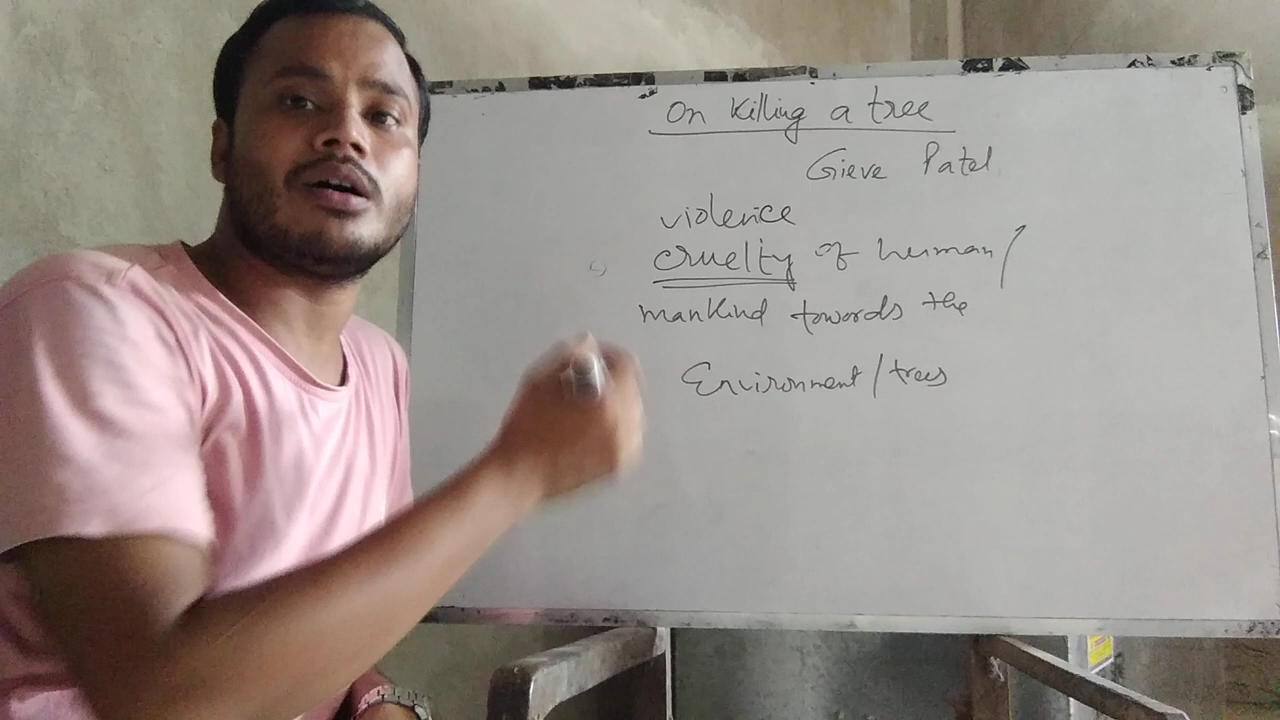 On Killing a tree
Gieve Patel
violence
cruelty of human/
mankind towards the
Environment/trees